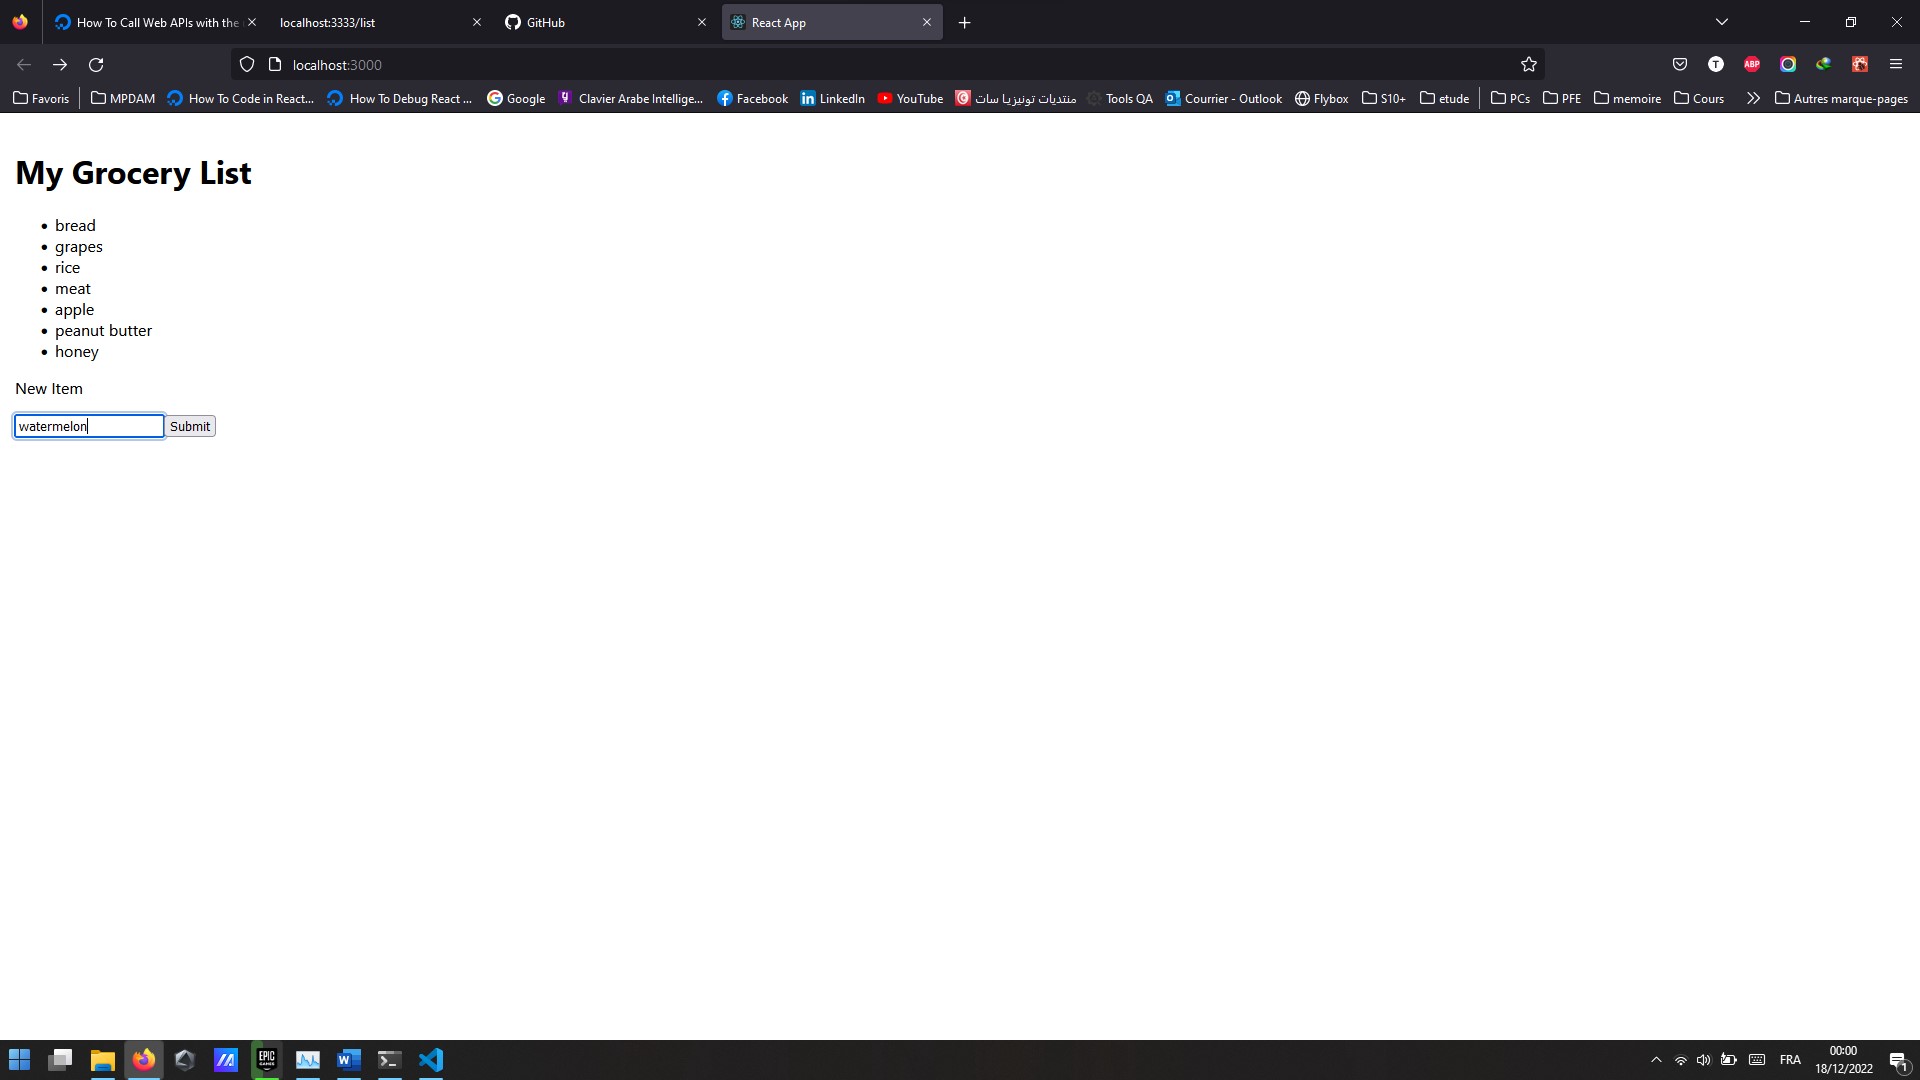 How To Call Web APIs with the
localhost:3333/list
GitHub
React App
localhost:3000
Favoris
MPDAM
How To Code in React...
How To Debug React ...
Google
Clavier Arabe Intellige...
Facebook
LinkedIn
YouTube
منتديات تونيزيا سات
Tools QA
Courrier - Outlook
Flybox
S10+
etude
PCs
PFE
memoire
Cours
Autres marque-pages
My Grocery List
bread
grapes
rice
meat
apple
peanut butter
honey
New Item
watermelon
Submit
FRA
00:00
18/12/2022
1
T
ABP
EPIC
GAMES
W